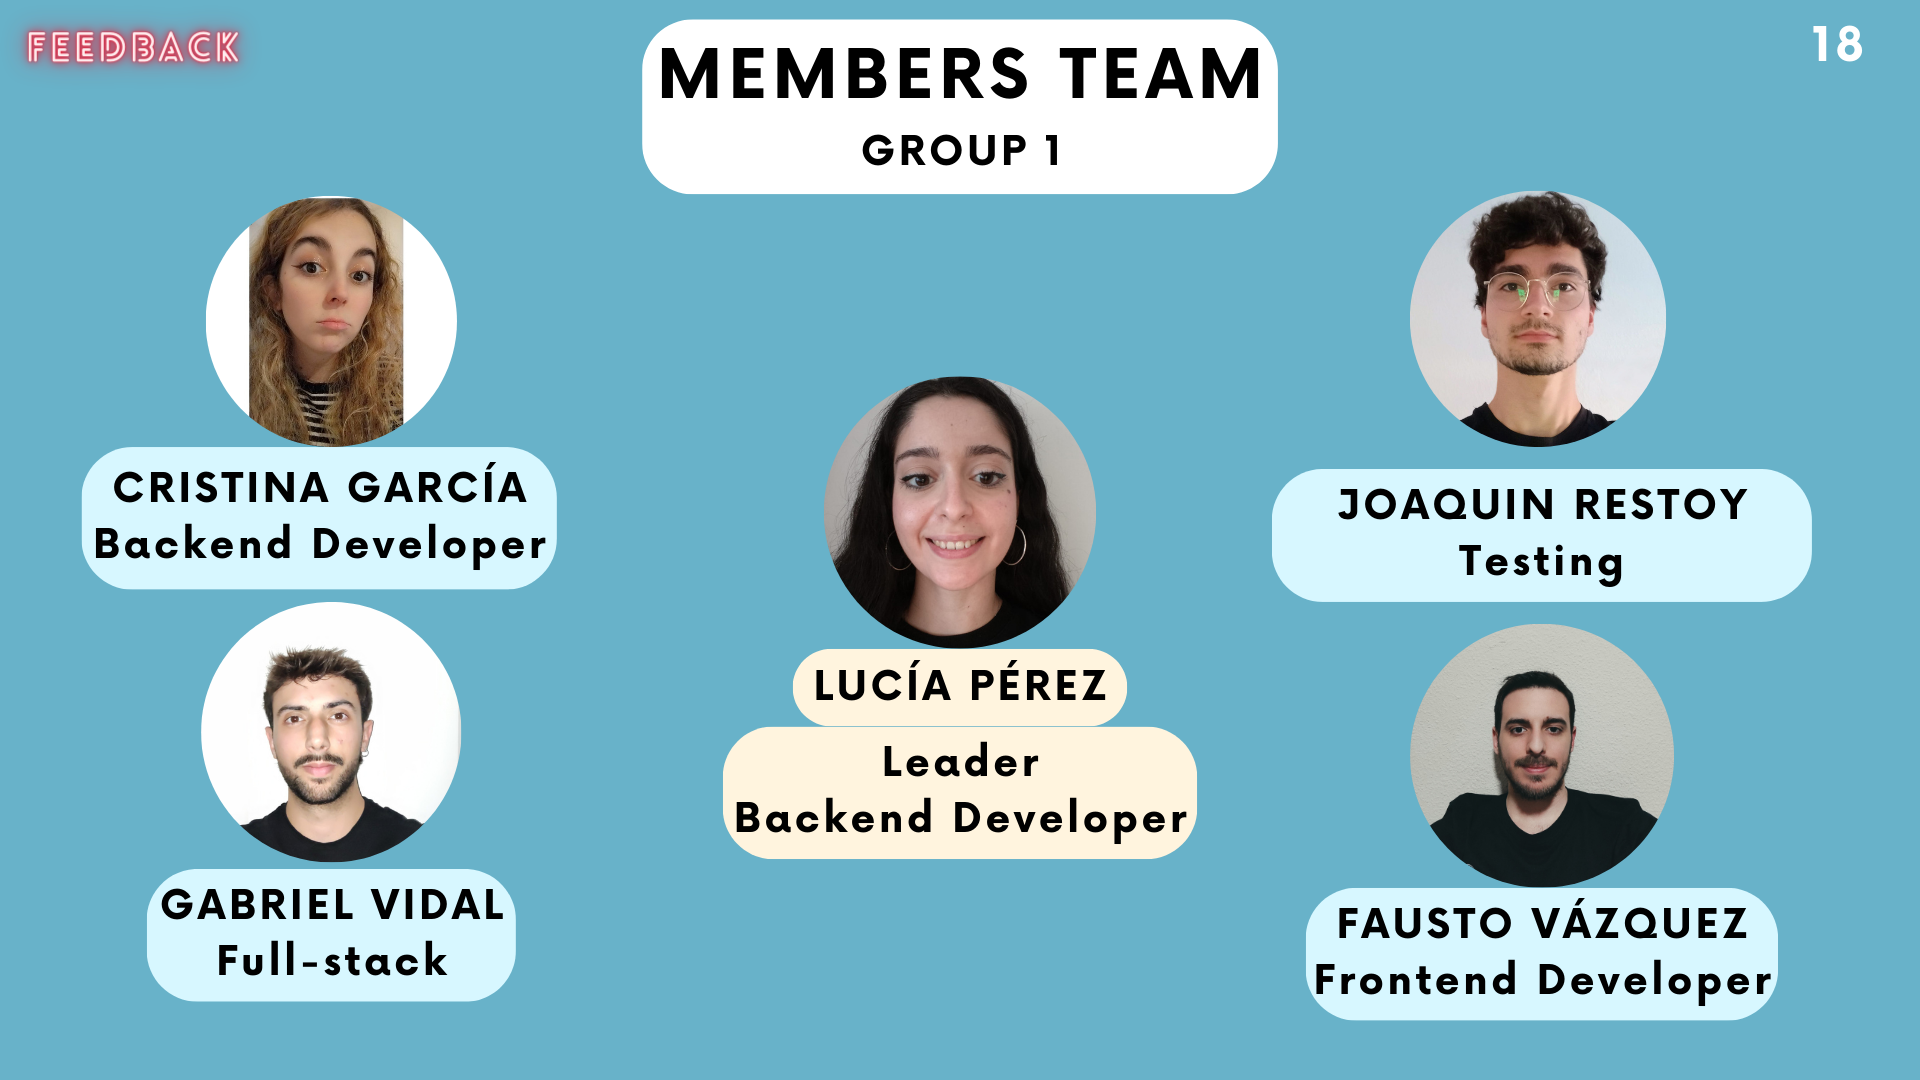 FEEDBACK
MEMBERS TEAM
GROUP 1
18
CRISTINA GARCÍA
Backend Developer
JOAQUIN RESTOY
Testing
LUCÍA PÉREZ
Leader
Backend Developer
GABRIEL VIDAL
Full-stack
FAUSTO VÁZQUEZ
Frontend Developer